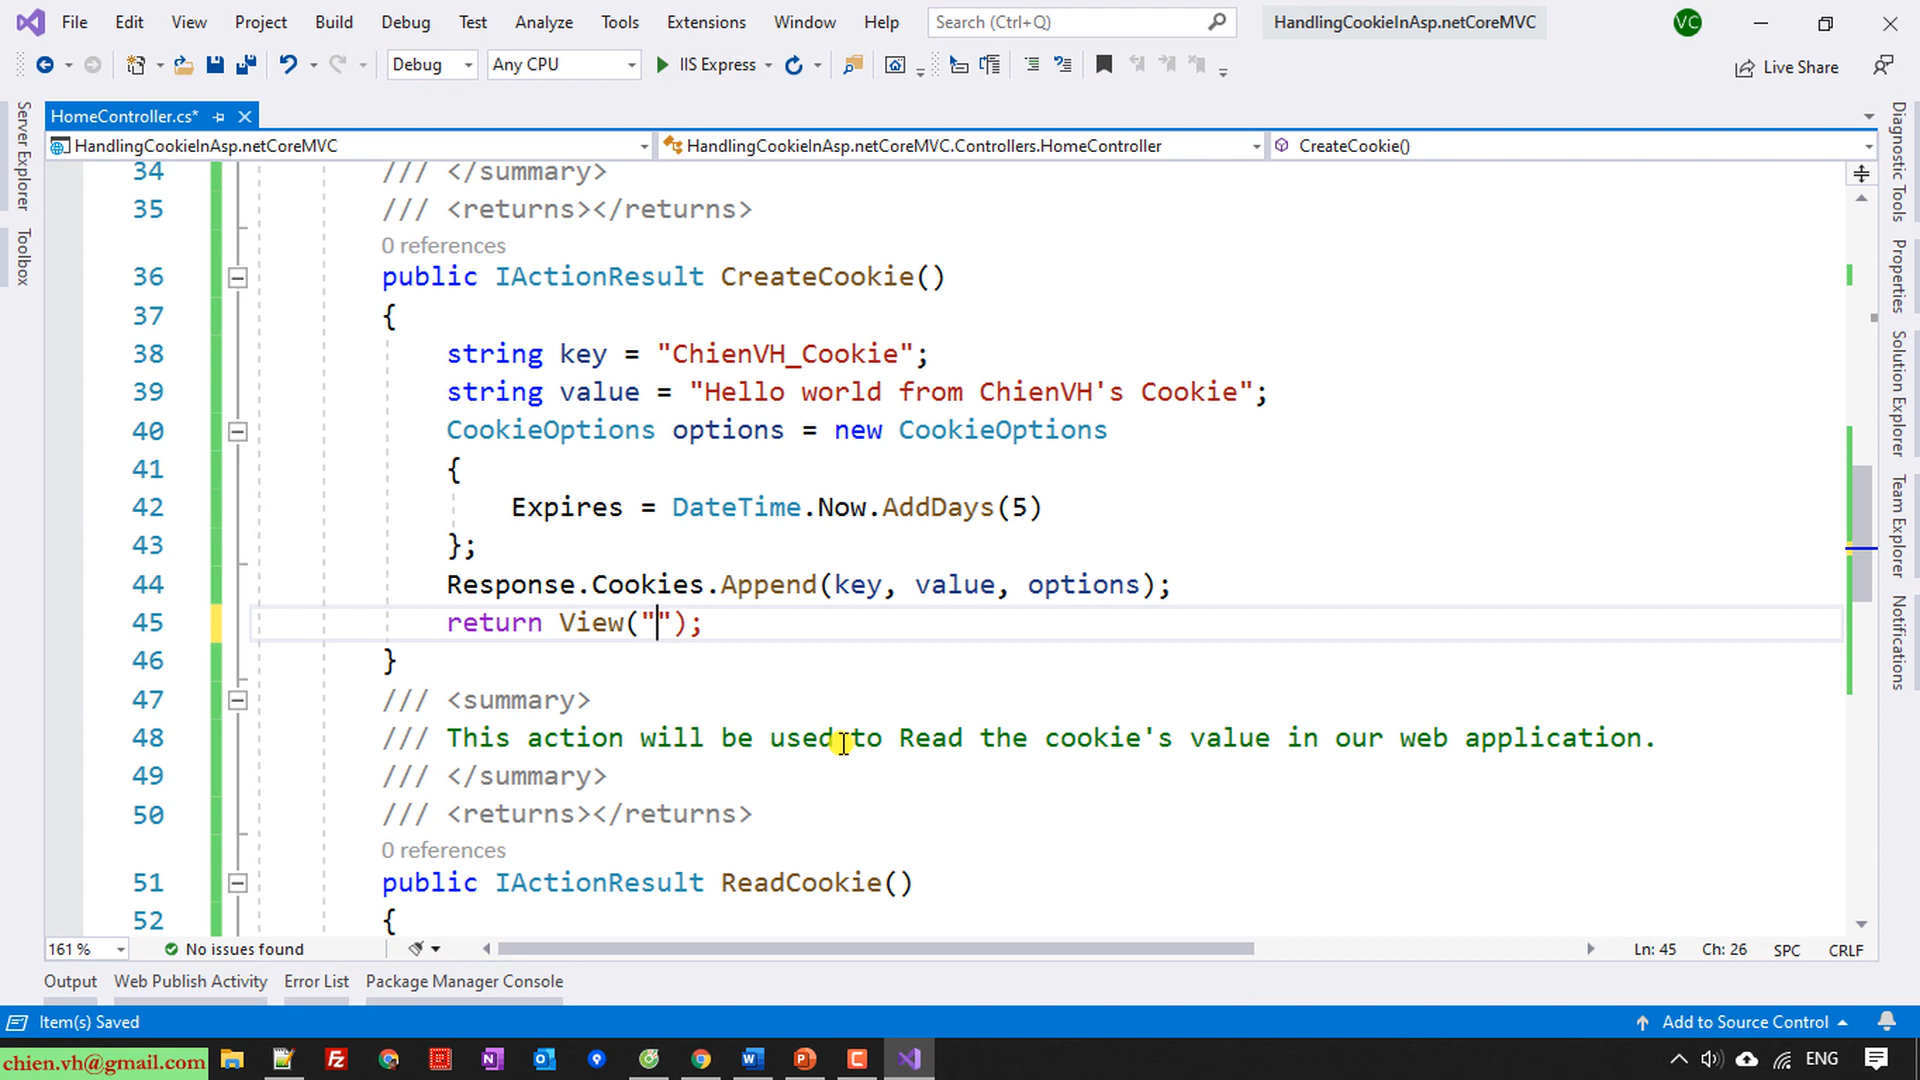 File Edit View Project Build Debug Test Analyze Tools Extensions Window Help Search (Ctrl+Q) HandlingCookieInAsp.netCoreMVC VC
Debug Any CPU IIS Express Live Share
HomeController.cs*
HandlingCookieInAsp.netCoreMVC HandlingCookieInAsp.netCoreMVC.Controllers.HomeController CreateCookie()
34 /// </summary>
35 /// <returns></returns>
0 references
36 public IActionResult CreateCookie()
37 {
38 string key = "ChienVH_Cookie";
39 string value = "Hello world from ChienVH's Cookie";
40 CookieOptions options = new CookieOptions
41 {
42 Expires = DateTime.Now.AddDays(5)
43 };
44 Response.Cookies.Append(key, value, options);
45 return View("");
46 }
47 /// <summary>
48 /// This action will be used to Read the cookie's value in our web application.
49 /// </summary>
50 /// <returns></returns>
0 references
51 public IActionResult ReadCookie()
52 {
161 % No issues found Ln: 45 Ch: 26 SPC CRLF
Output Web Publish Activity Error List Package Manager Console
Item(s) Saved Add to Source Control
chien.vh@gmail.com ENG
Server Explorer
Toolbox
Diagnostic Tools
Properties
Solution Explorer
Team Explorer
Notifications